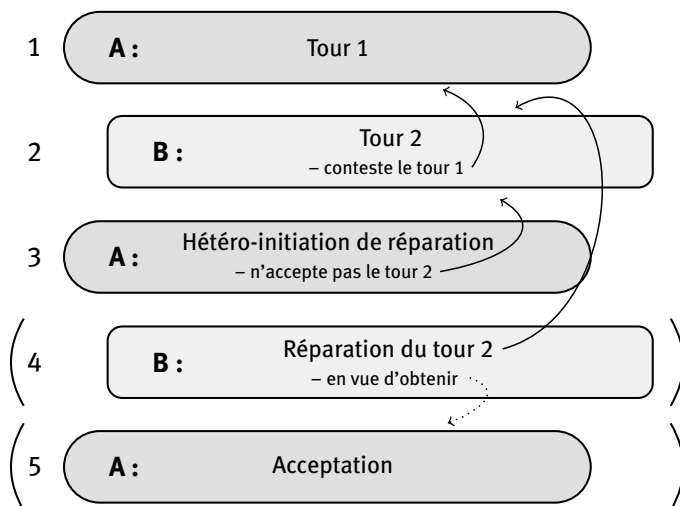 1 A : Tour 1
2 B : Tour 2
– conteste le tour 1
3 A : Hétéro-initiation de réparation
– n’accepte pas le tour 2
( 4 B : Réparation du tour 2 )
– en vue d’obtenir
( 5 A : Acceptation )